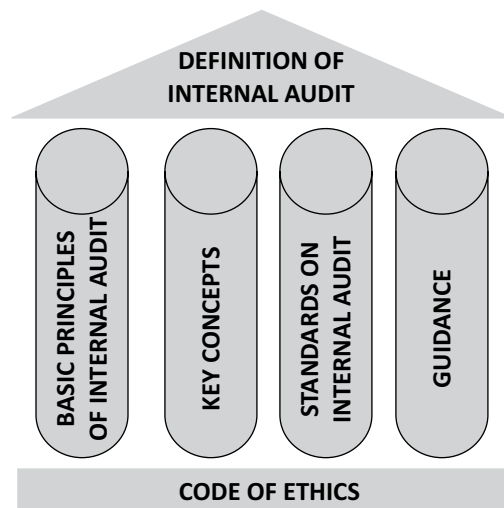 DEFINITION OF
INTERNAL AUDIT
BASIC PRINCIPLES
OF INTERNAL AUDIT
KEY CONCEPTS
STANDARDS ON
INTERNAL AUDIT
GUIDANCE
CODE OF ETHICS